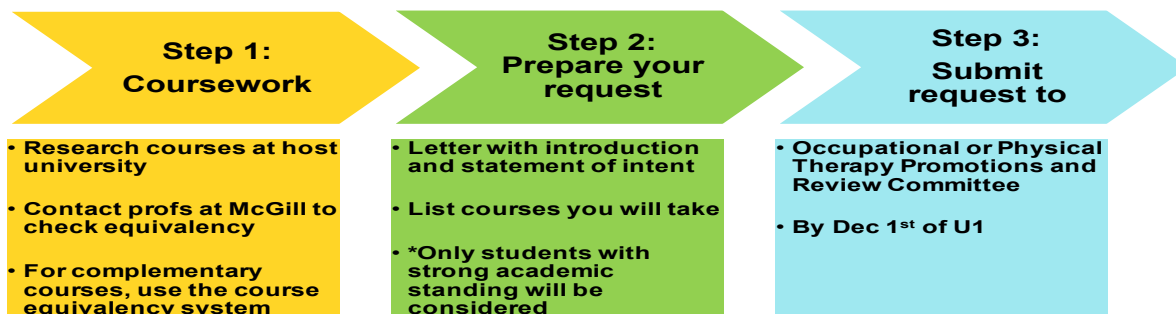 Step 1:
Coursework
• Research courses at host
university
• Contact profs at McGill to
check equivalency
• For complementary
courses, use the course
equivalency system
Step 2:
Prepare your
request
• Letter with introduction
and statement of intent
• List courses you will take
• *Only students with
strong academic
standing will be
considered
Step 3:
Submit
request to
• Occupational or Physical
Therapy Promotions and
Review Committee
• By Dec 1st of U1